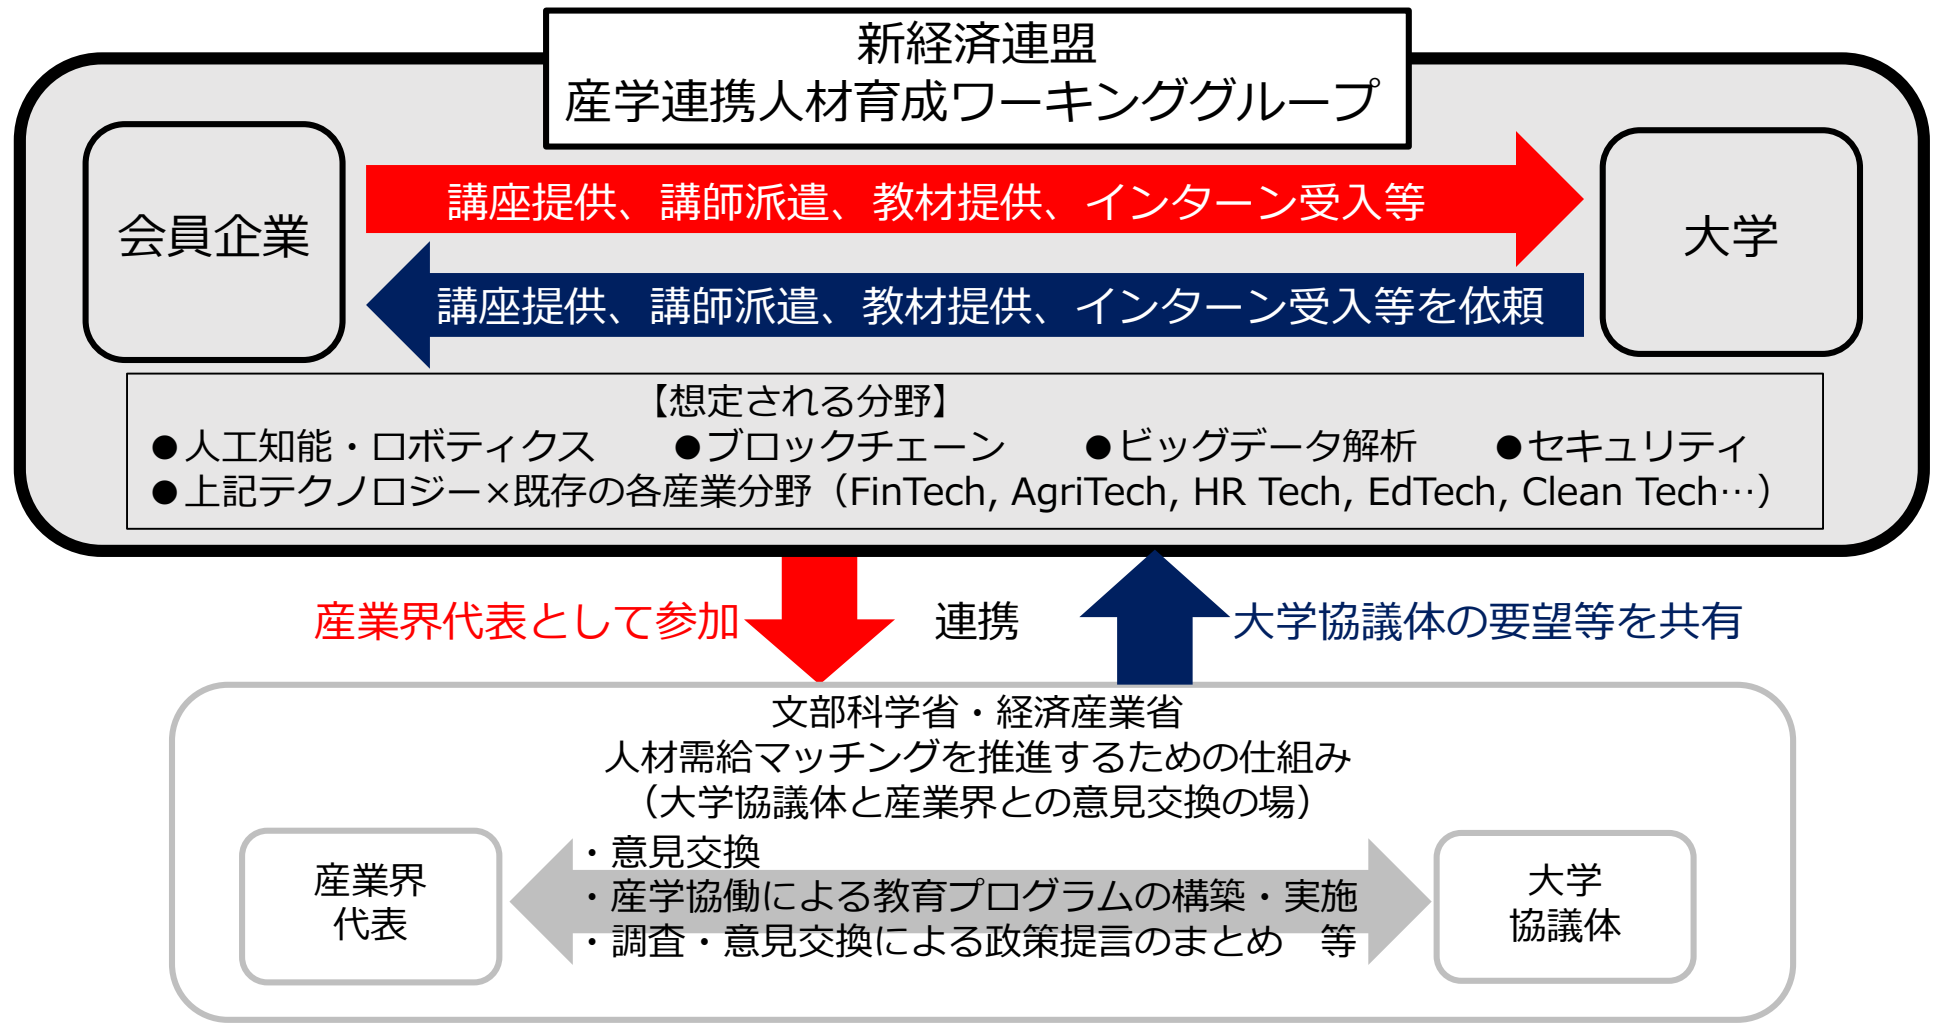 新経済連盟
産学連携人材育成ワーキンググループ
会員企業
講座提供、講師派遣、教材提供、インターン受入等
大学
講座提供、講師派遣、教材提供、インターン受入等を依頼
【想定される分野】
●人工知能・ロボティクス ●ブロックチェーン ●ビッグデータ解析 ●セキュリティ
●上記テクノロジー×既存の各産業分野（FinTech, AgriTech, HR Tech, EdTech, Clean Tech…）
産業界代表として参加
連携
大学協議体の要望等を共有
文部科学省・経済産業省
人材需給マッチングを推進するための仕組み
（大学協議体と産業界との意見交換の場）
産業界
代表
・意見交換
・産学協働による教育プログラムの構築・実施
・調査・意見交換による政策提言のまとめ　等
大学
協議体